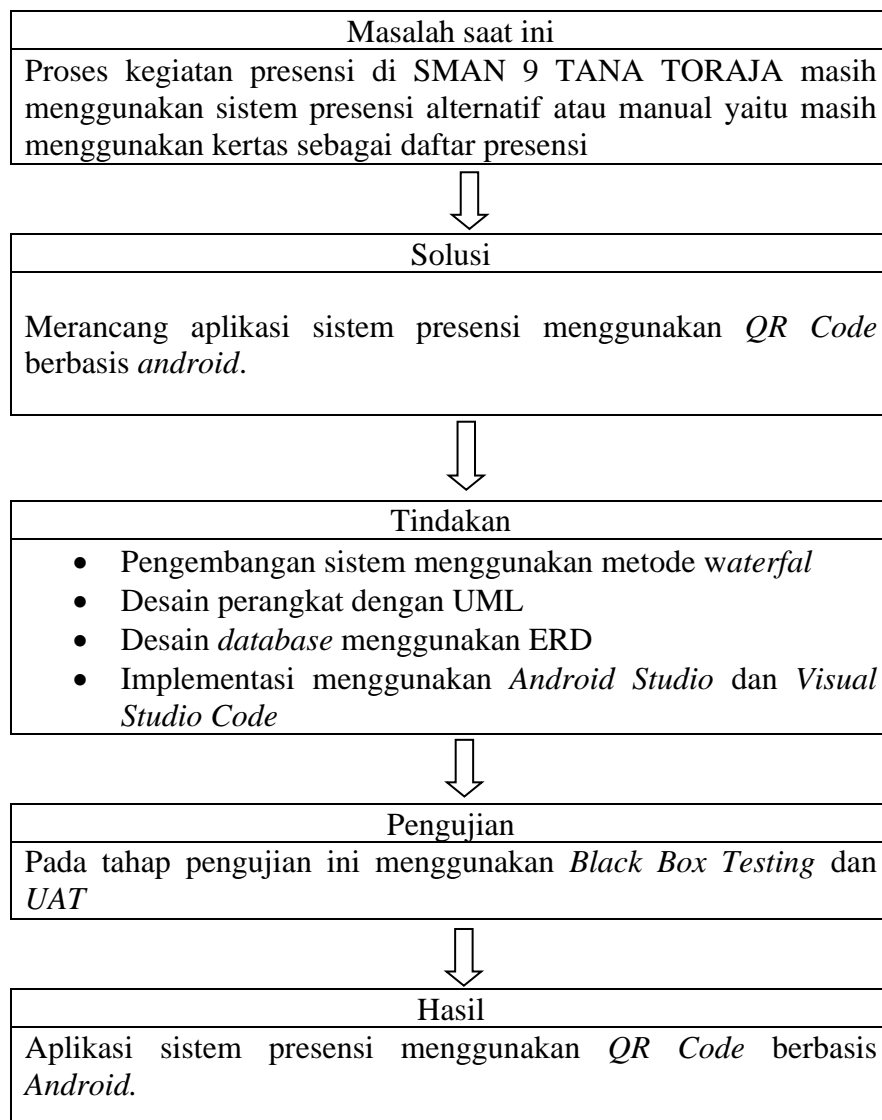 Masalah saat ini
Proses kegiatan presensi di SMAN 9 TANA TORAJA masih
menggunakan sistem presensi alternatif atau manual yaitu masih
menggunakan kertas sebagai daftar presensi
Solusi
Merancang aplikasi sistem presensi menggunakan QR Code
berbasis android.
Tindakan
• Pengembangan sistem menggunakan metode waterfal
• Desain perangkat dengan UML
• Desain database menggunakan ERD
• Implementasi menggunakan Android Studio dan Visual
Studio Code
Pengujian
Pada tahap pengujian ini menggunakan Black Box Testing dan
UAT
Hasil
Aplikasi sistem presensi menggunakan QR Code berbasis
Android.